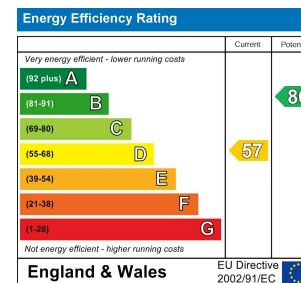 Energy Efficiency Rating
Current
Very energy efficient - lower running costs
(92 plus) A
(81-91) B
(69-80) C
(55-68) D
57
(39-54) E
(21-38) F
(1-20) G
Not energy efficient - higher running costs
England & Wales
EU Directive
2002/91/EC